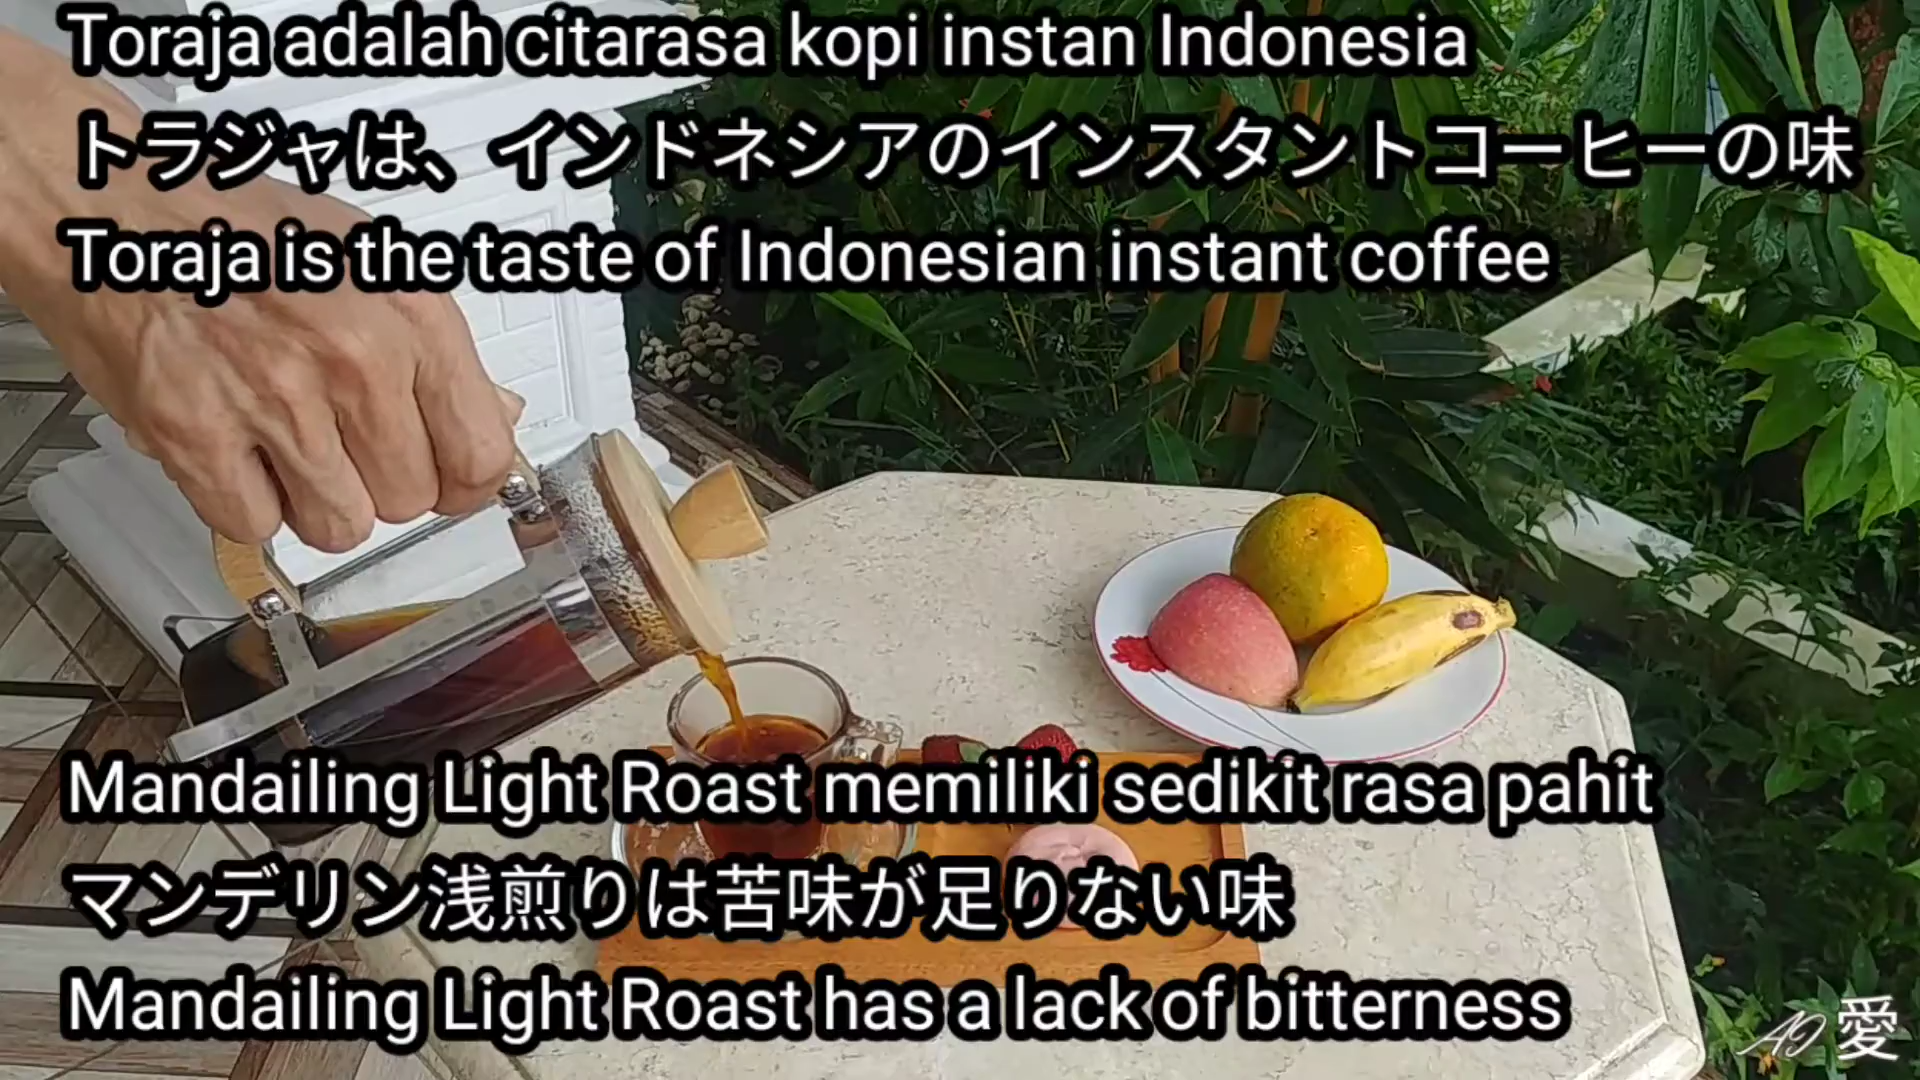 Toraja adalah citarasa kopi instan Indonesia
トラジャは、インドネシアのインスタントコーヒーの味
Toraja is the taste of Indonesian instant coffee
Mandailing Light Roast memiliki sedikit rasa pahit
マンデリン浅煎りは苦味が足りない味
Mandailing Light Roast has a lack of bitterness
愛